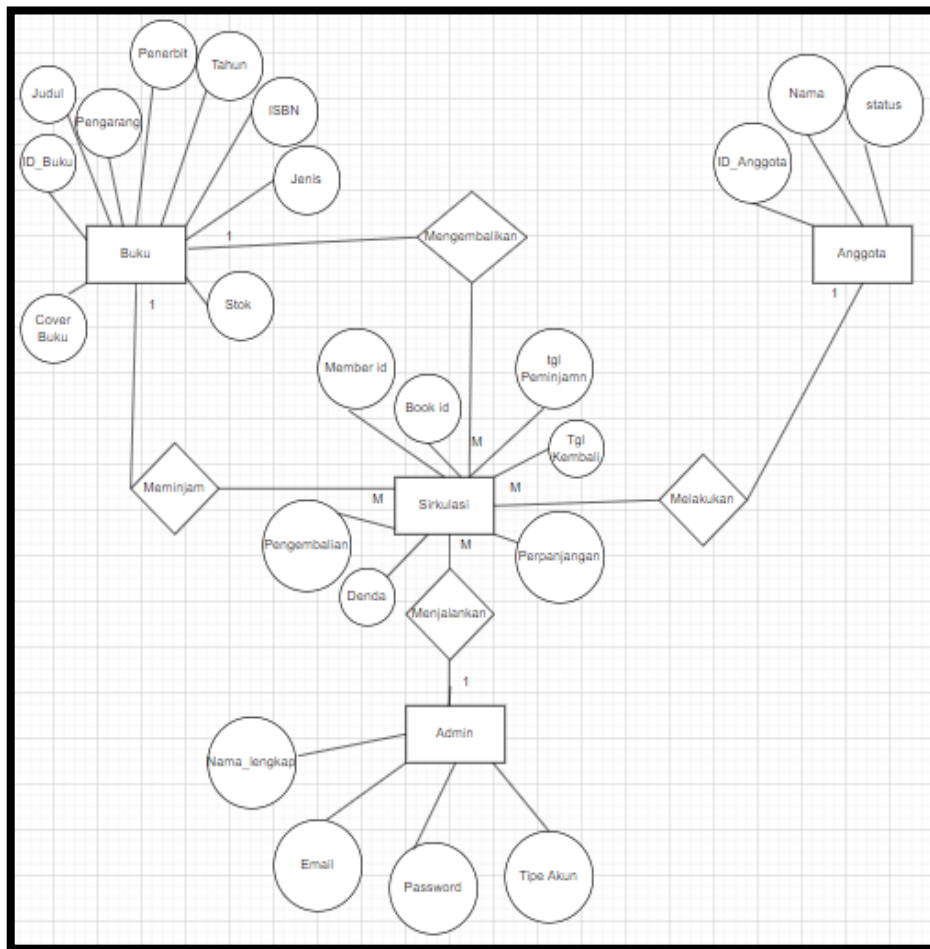 Penerbit
Tahun
Judul
Pengarang
ISBN
ID_Buku
Jenis
Nama
status
ID_Anggota
Buku
1
Mengembalikan
Anggota
1
1
Cover
Buku
Stok
Member id
Book id
tgl
Peminjamn
Tgl
Kembali
M
Meminjam
M
Sirkulasi
M
Melakukan
Pengembalian
M
Perpanjangan
Denda
Menjalankan
1
Admin
Nama_lengkap
Email
Password
Tipe Akun